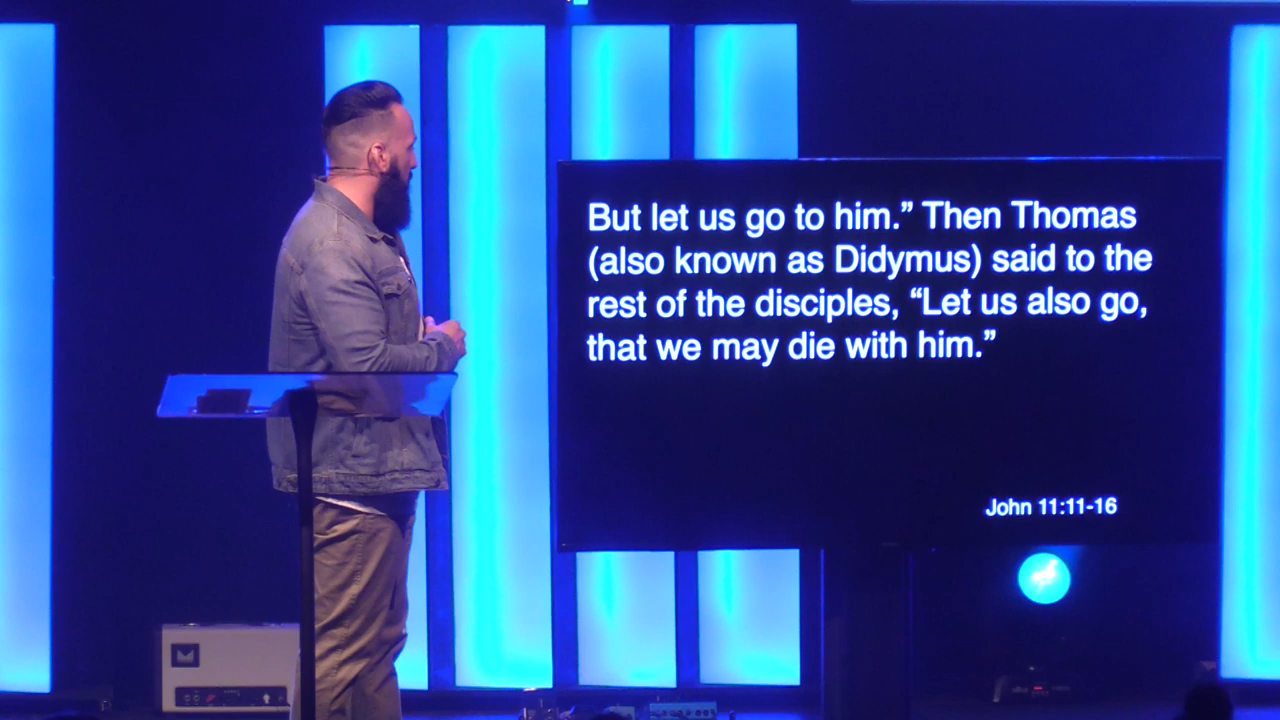 But let us go to him.” Then Thomas
(also known as Didymus) said to the
rest of the disciples, “Let us also go,
that we may die with him.”
John 11:11-16